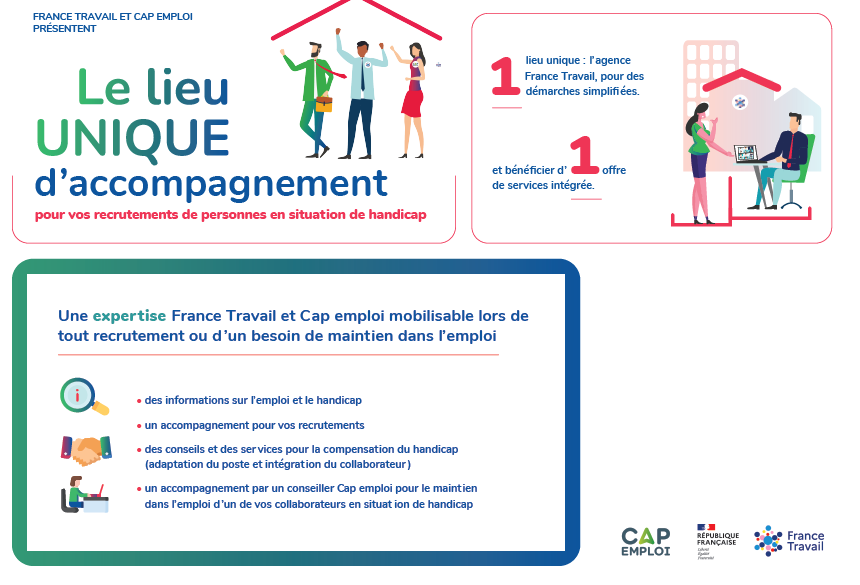 FRANCE TRAVAIL ET CAP EMPLOI
PRÉSENTENT
Le lieu
UNIQUE
d'accompagnement
pour vos recrutements de personnes en situation de handicap
1 lieu unique : l'agence
France Travail, pour des
démarches simplifiées.
et bénéficier d' 1 offre
de services intégrée.
Une expertise France Travail et Cap emploi mobilisable lors de
tout recrutement ou d'un besoin de maintien dans l'emploi
i
• des informations sur l'emploi et le handicap
• un accompagnement pour vos recrutements
• des conseils et des services pour la compensation du handicap
(adaptation du poste et intégration du collaborateur)
• un accompagnement par un conseiller Cap emploi pour le maintien
dans l'emploi d'un de vos collaborateurs en situat ion de handicap
CAP
EMPLOI
RÉPUBLIQUE
FRANÇAISE
Liberté
Égalité
Fraternité
France
Travail